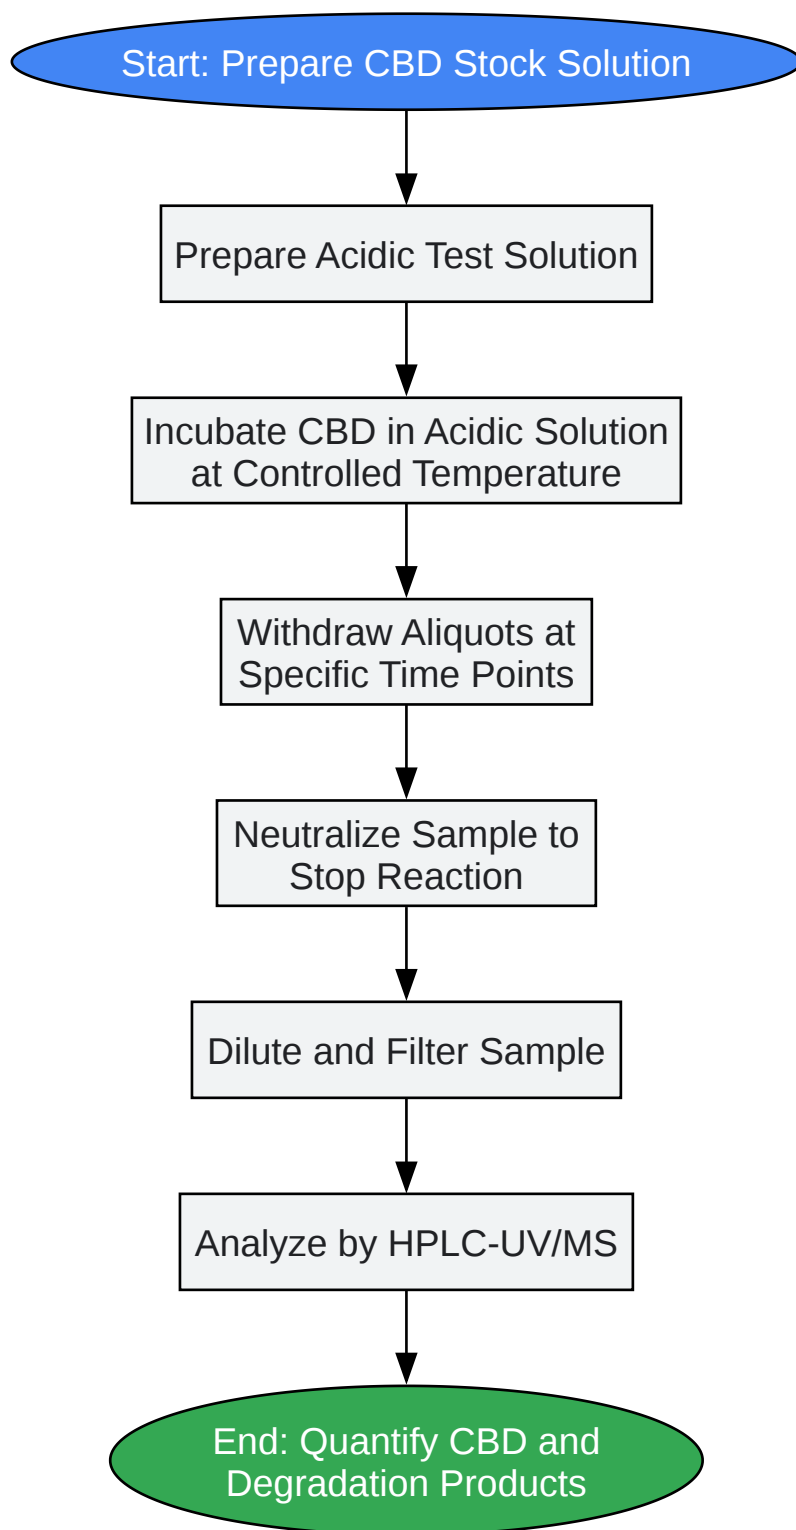 Start: Prepare CBD Stock Solution
Prepare Acidic Test Solution
Incubate CBD in Acidic Solution
at Controlled Temperature
Withdraw Aliquots at
Specific Time Points
Neutralize Sample to
Stop Reaction
Dilute and Filter Sample
Analyze by HPLC-UV/MS
End: Quantify CBD and
Degradation Products